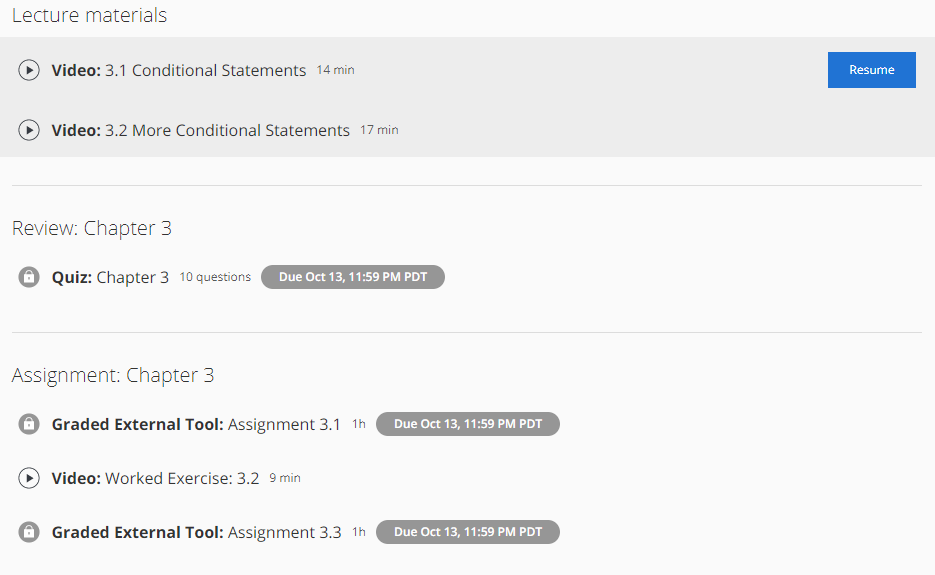 Lecture materials
Video: 3.1 Conditional Statements 14 min Resume
Video: 3.2 More Conditional Statements 17 min
Review: Chapter 3
Quiz: Chapter 3 10 questions Due Oct 13, 11:59 PM PDT
Assignment: Chapter 3
Graded External Tool: Assignment 3.1 1h Due Oct 13, 11:59 PM PDT
Video: Worked Exercise: 3.2 9 min
Graded External Tool: Assignment 3.3 1h Due Oct 13, 11:59 PM PDT